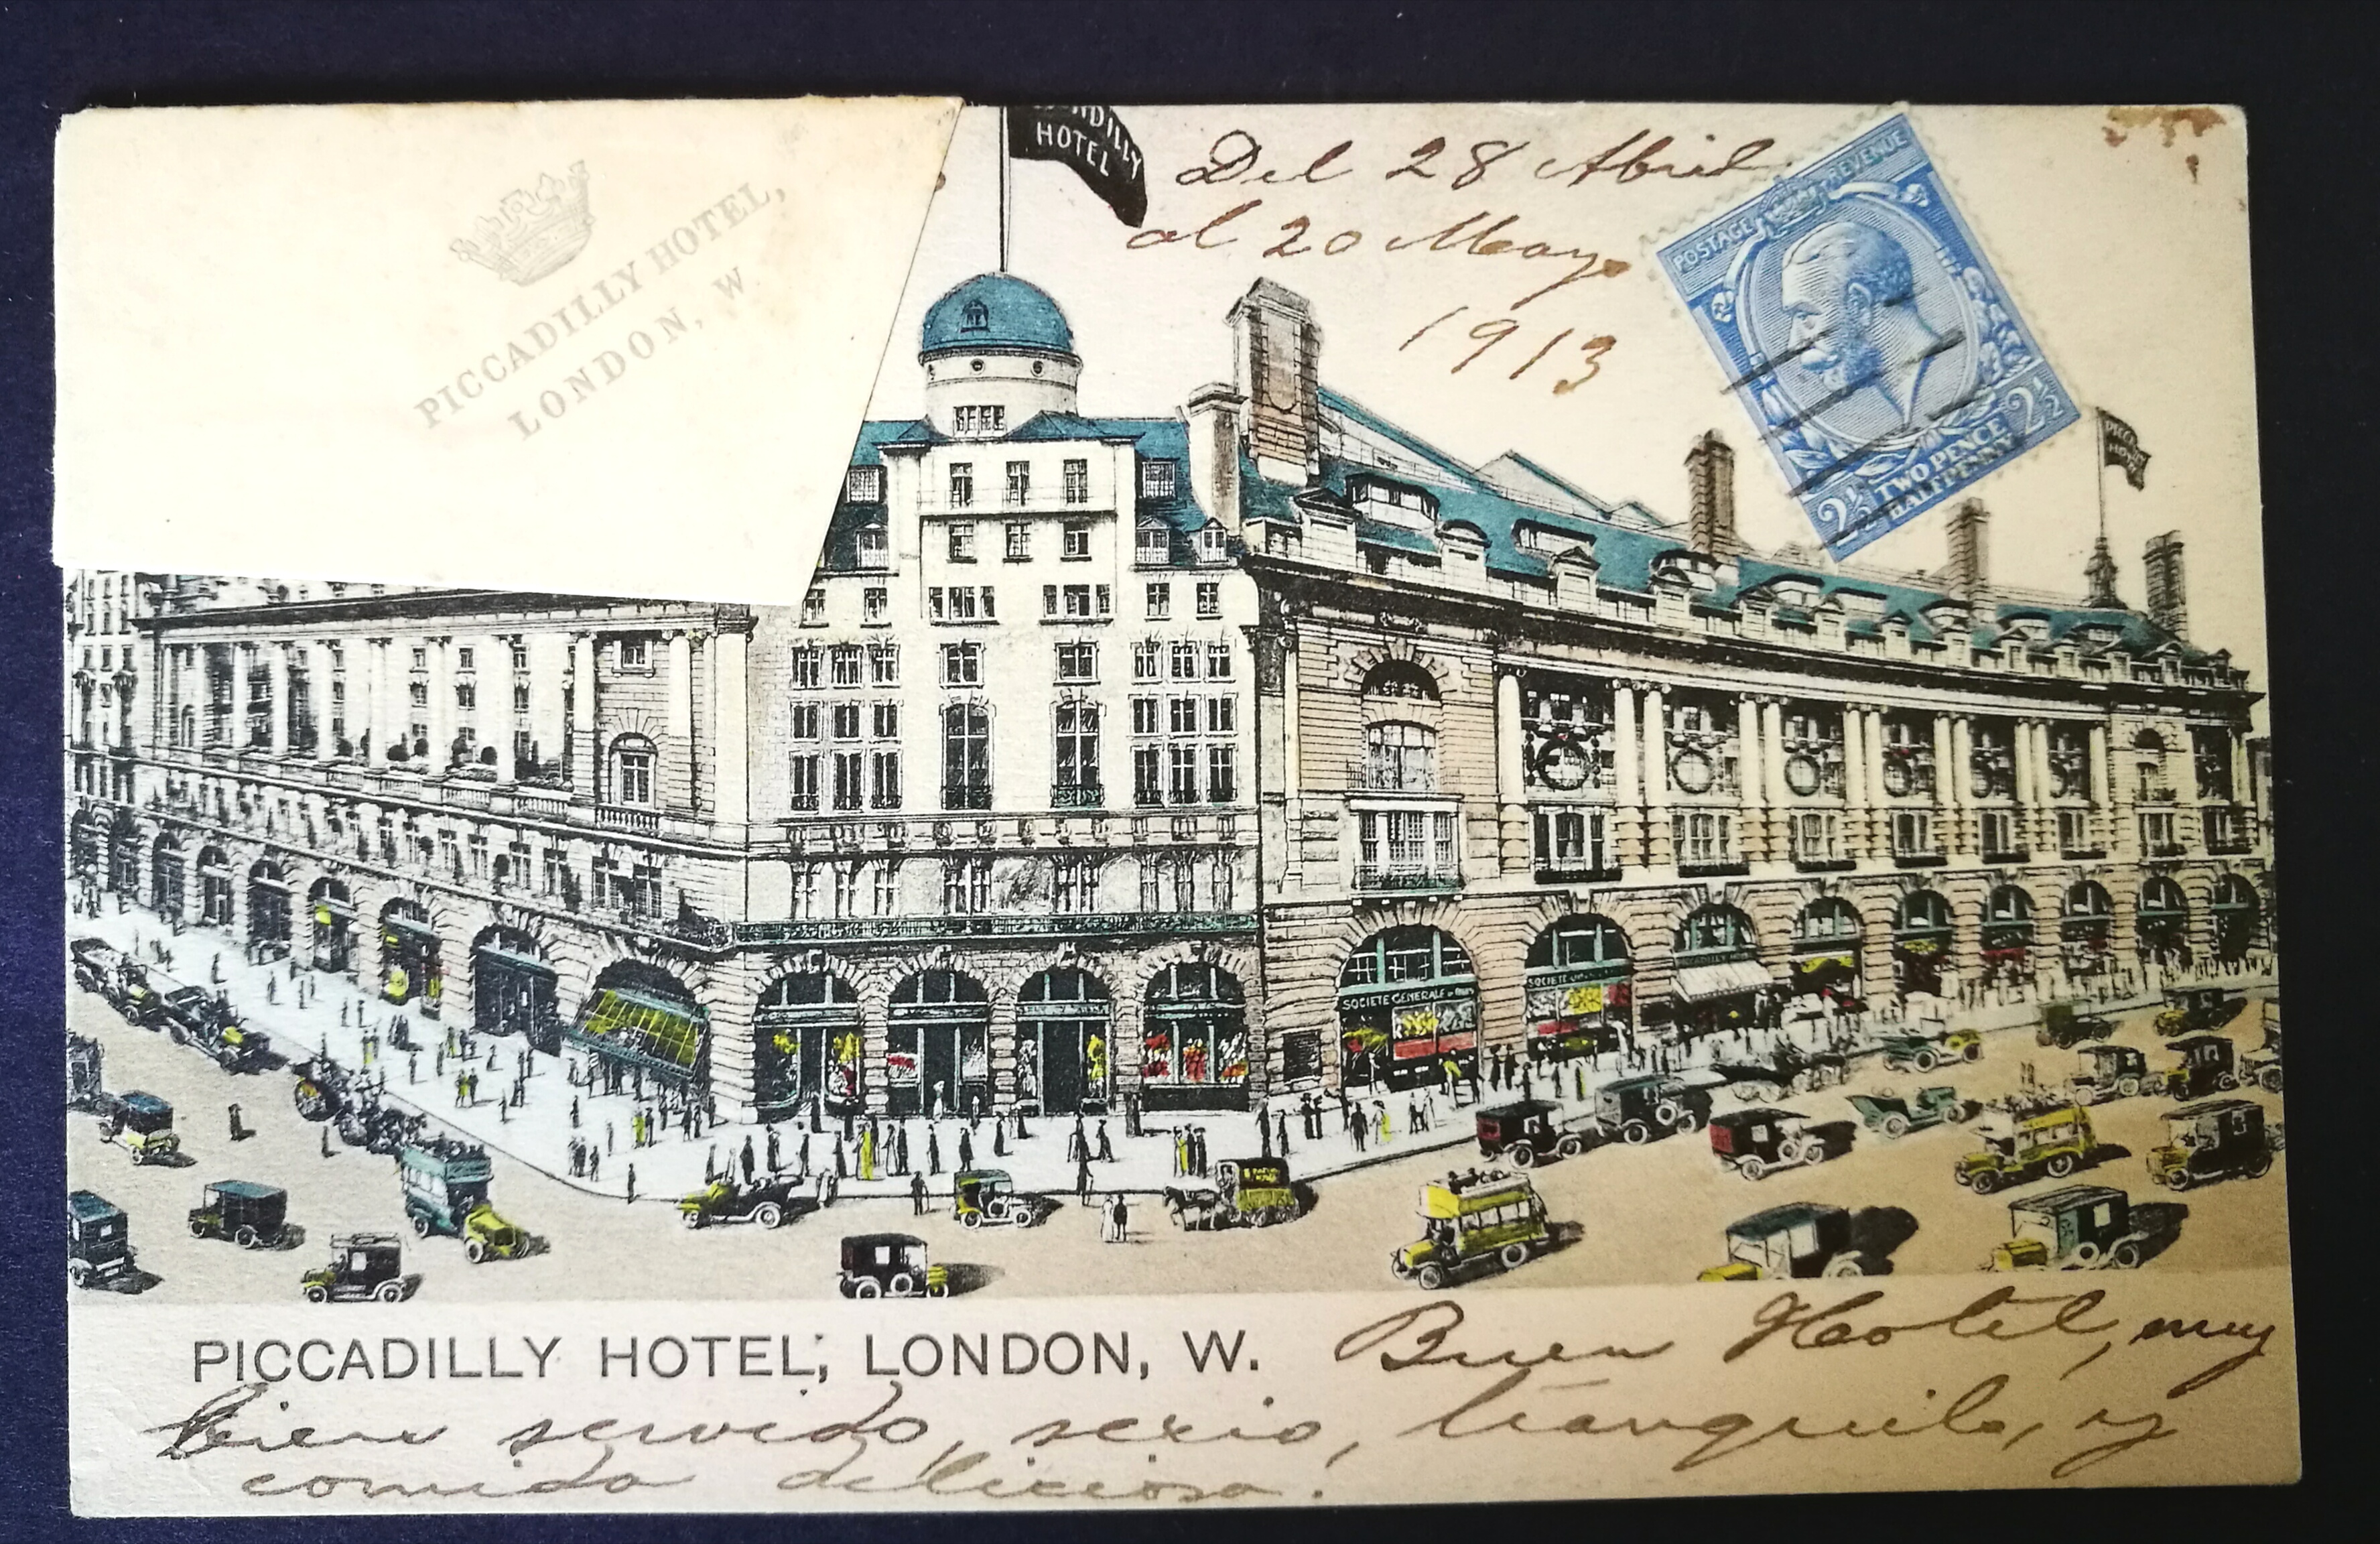 PICCADILLY HOTEL,
LONDON, W
HOTEL
Del 28 Abril
al 20 Mayo
1913
POSTAGE REVENUE
2½ TWO PENCE 2½
HALFPENNY
SOCIETE GENERALE
SOCIETE
PICCADILLY HOTEL, LONDON, W. Buen Hotel, muy
bien servido, serio, tranquilo, y
comida deliciosa!